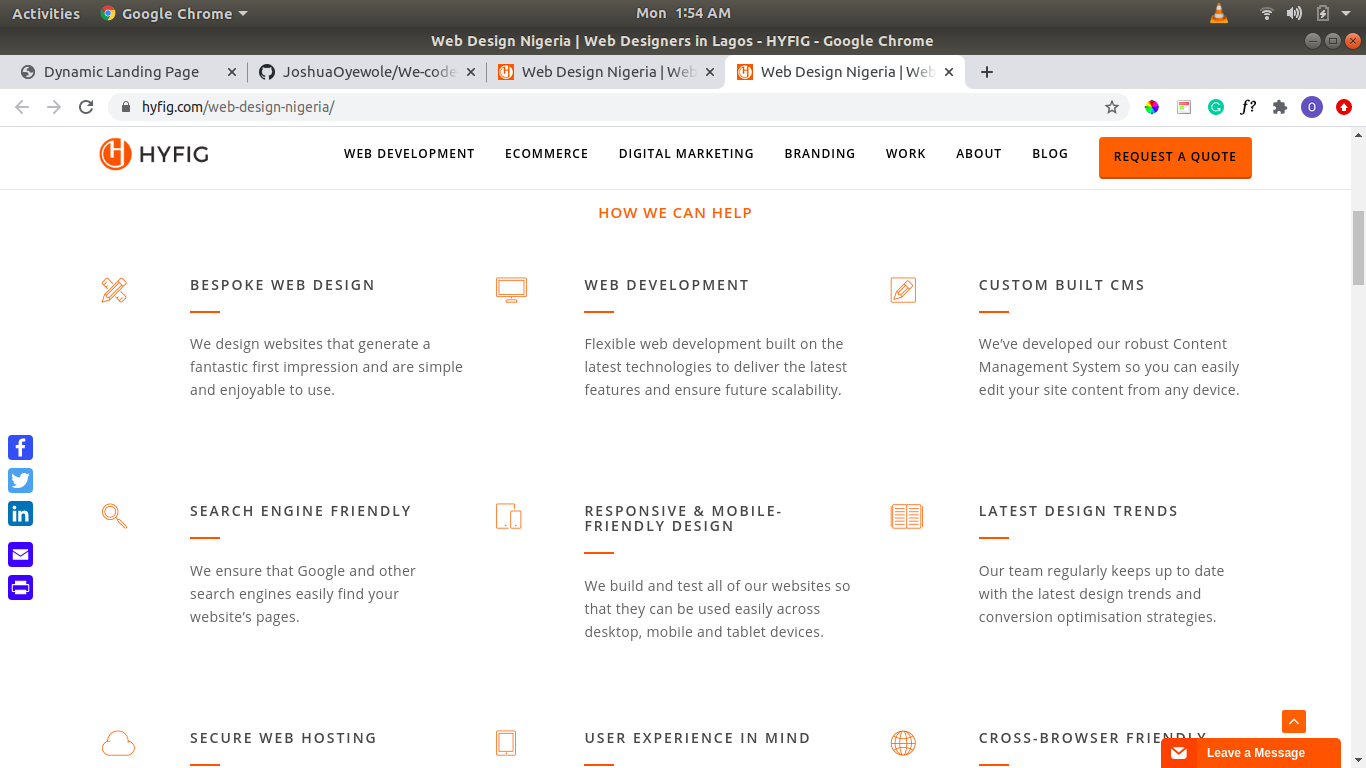 Activities Google Chrome Mon 1:54 AM
Web Design Nigeria | Web Designers in Lagos - HYFIG - Google Chrome
Dynamic Landing Page JoshuaOyewole/We-code Web Design Nigeria | Web Web Design Nigeria | Web
hyfig.com/web-design-nigeria/ f? O
HYFIG WEB DEVELOPMENT ECOMMERCE DIGITAL MARKETING BRANDING WORK ABOUT BLOG REQUEST A QUOTE
HOW WE CAN HELP
BESPOKE WEB DESIGN
We design websites that generate a
fantastic first impression and are simple
and enjoyable to use.
WEB DEVELOPMENT
Flexible web development built on the
latest technologies to deliver the latest
features and ensure future scalability.
CUSTOM BUILT CMS
We’ve developed our robust Content
Management System so you can easily
edit your site content from any device.
SEARCH ENGINE FRIENDLY
We ensure that Google and other
search engines easily find your
website’s pages.
RESPONSIVE & MOBILE-
FRIENDLY DESIGN
We build and test all of our websites so
that they can be used easily across
desktop, mobile and tablet devices.
LATEST DESIGN TRENDS
Our team regularly keeps up to date
with the latest design trends and
conversion optimisation strategies.
SECURE WEB HOSTING
USER EXPERIENCE IN MIND
CROSS-BROWSER FRIENDLY
Leave a Message